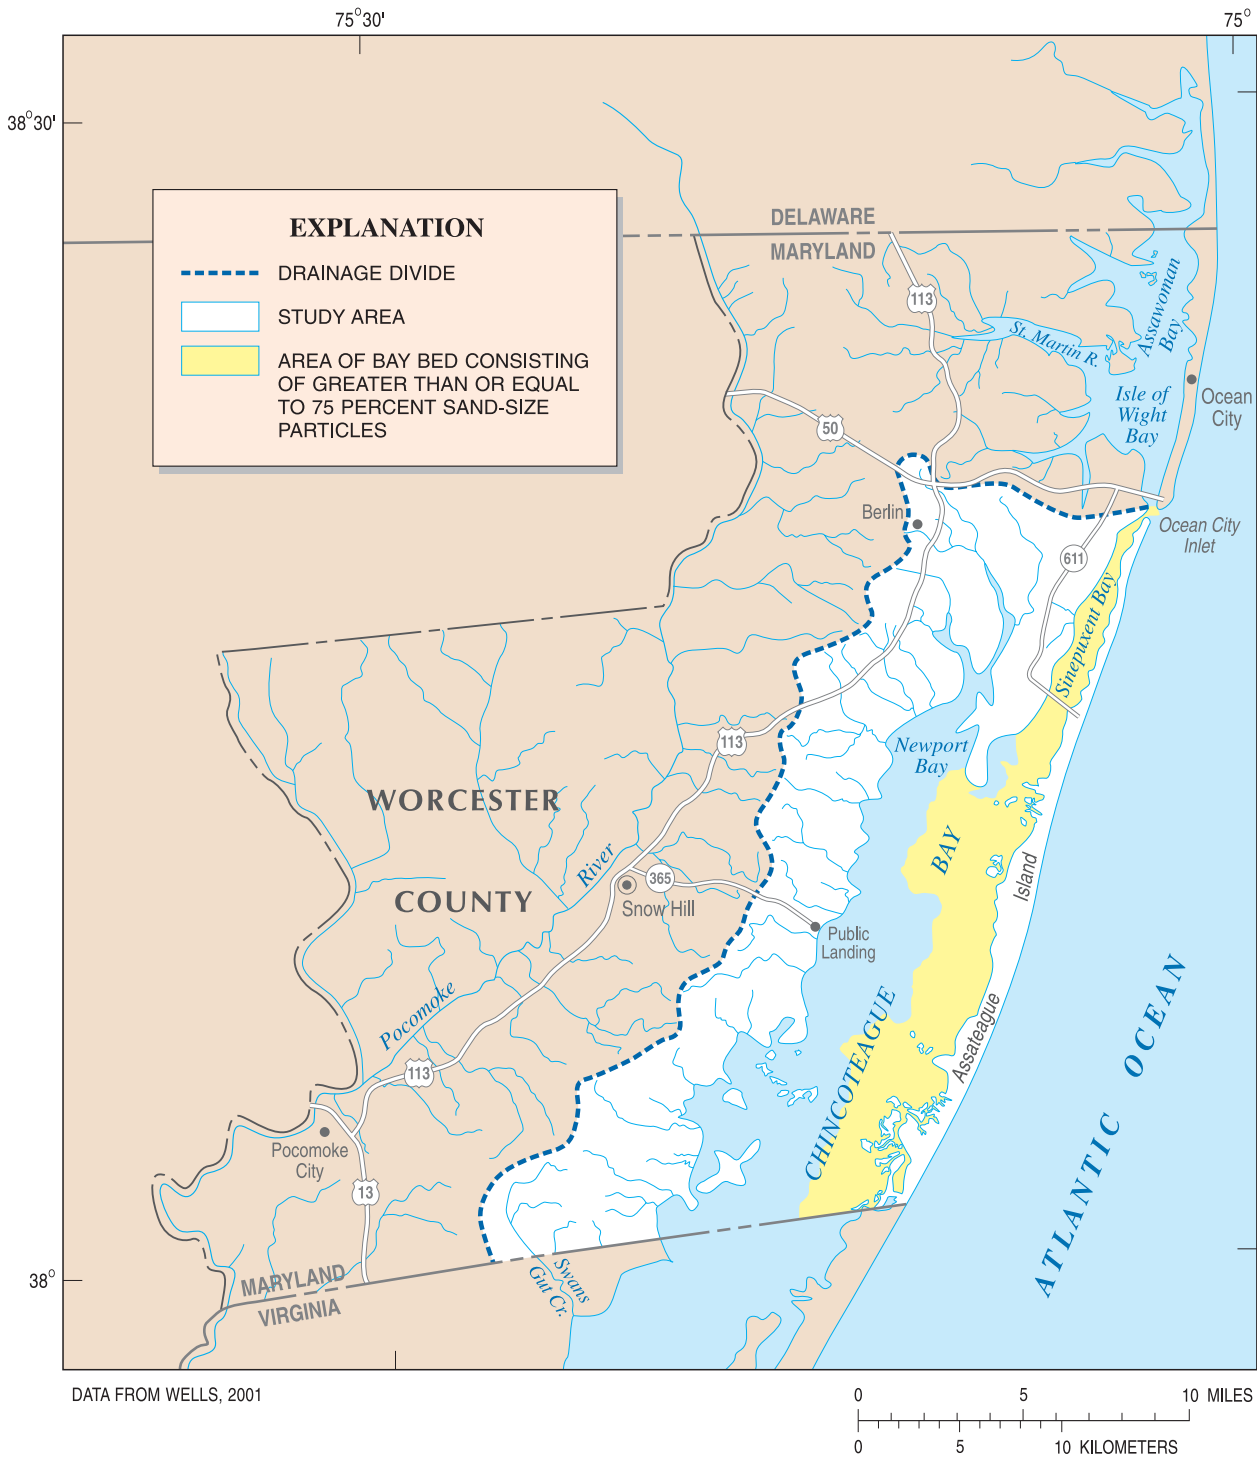 75°30'
75°
38°30'
EXPLANATION
DRAINAGE DIVIDE
STUDY AREA
AREA OF BAY BED CONSISTING
OF GREATER THAN OR EQUAL
TO 75 PERCENT SAND-SIZE
PARTICLES
DELAWARE
MARYLAND
113
St. Martin R.
Assawoman
Bay
Isle of
Wight
Bay
Ocean
City
50
Berlin
Ocean City
Inlet
611
Sinepuxent Bay
113
Newport
Bay
WORCESTER
COUNTY
BAY
River
365
Snow Hill
Island
Public
Landing
Pocomoke
CHINCOTEAGUE
Assateague
ATLANTIC OCEAN
113
Pocomoke
City
13
38°
MARYLAND
VIRGINIA
Swans
Gut Cr.
DATA FROM WELLS, 2001
0 5 10 MILES
0 5 10 KILOMETERS